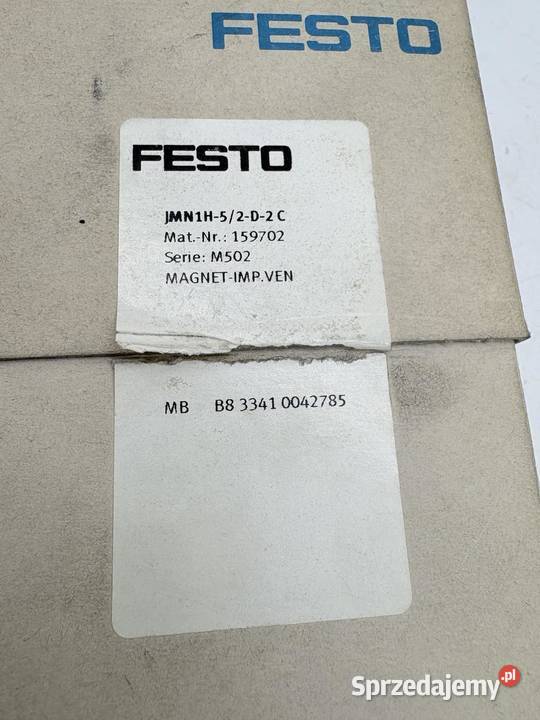 FESTO
FESTO
JMN1H-5/2-D-2 C
Mat.-Nr.: 159702
Serie: M502
MAGNET-IMP.VEN
MB B8 3341 0042785
Sprzedajemy.pl